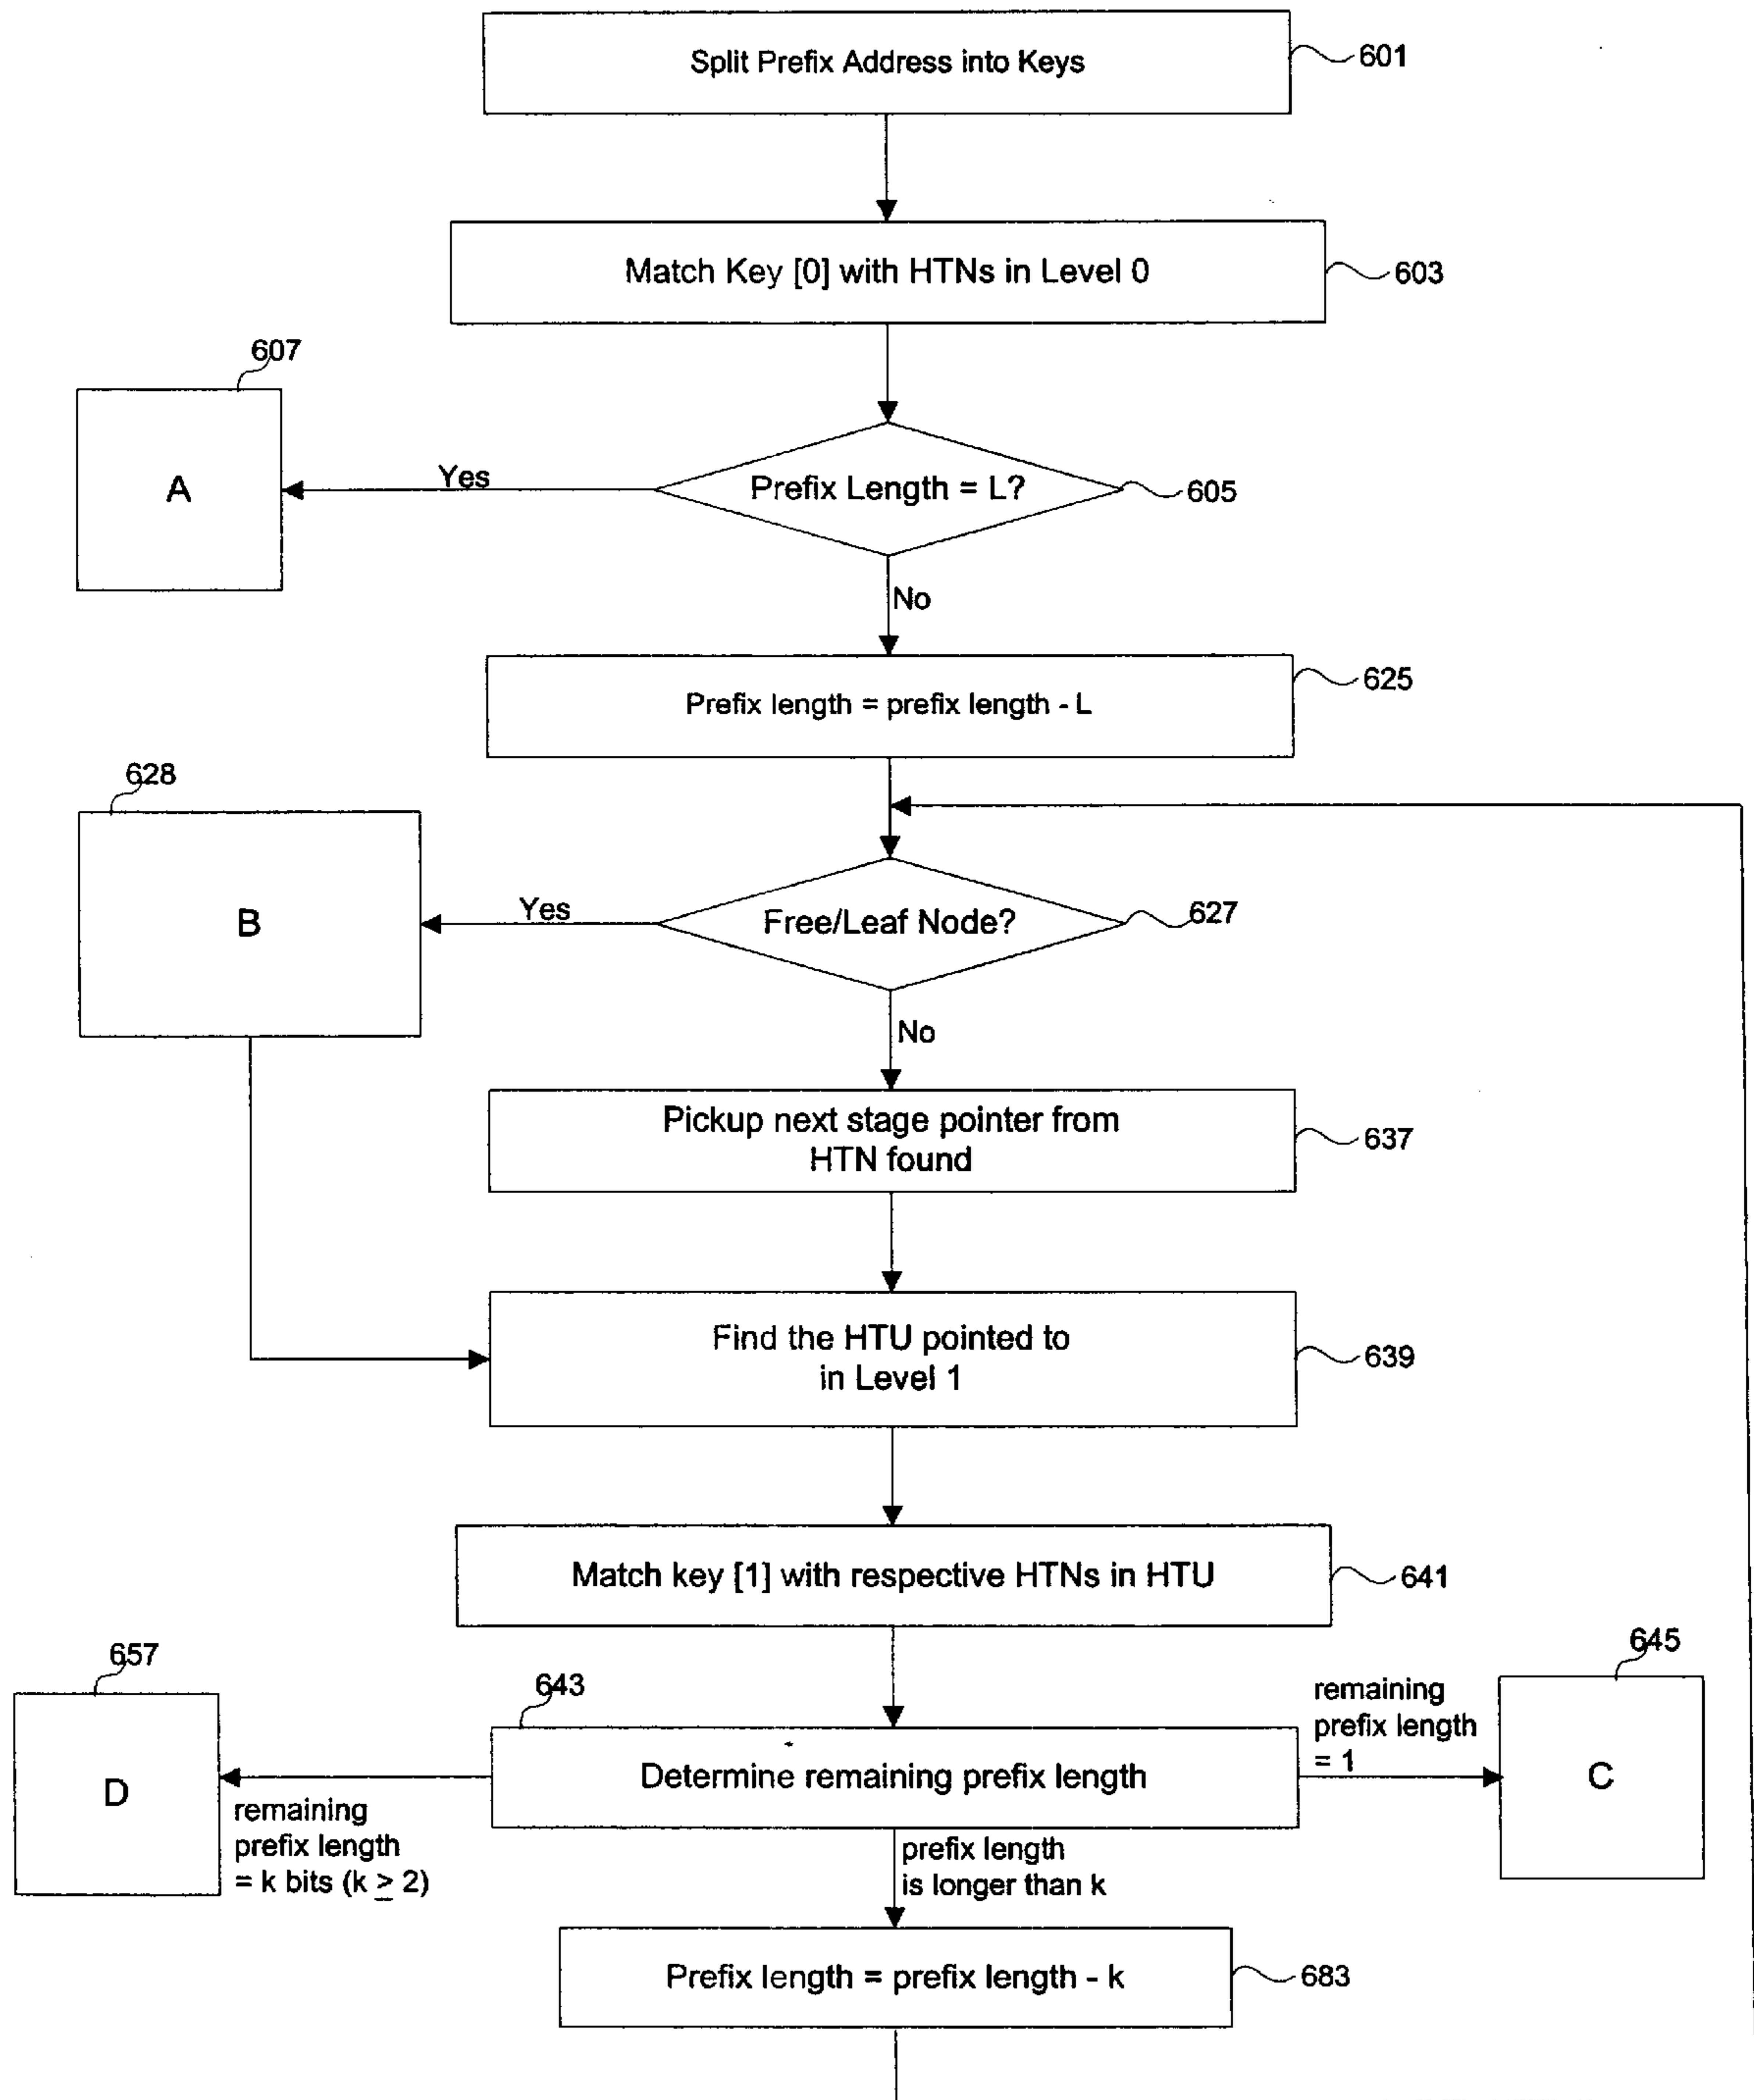 Split Prefix Address into Keys
601
Match Key [0] with HTNs in Level 0
603
607
A
Yes
Prefix Length = L?
605
No
Prefix length = prefix length - L
625
628
B
Yes
Free/Leaf Node?
627
No
Pickup next stage pointer from
HTN found
637
Find the HTU pointed to
in Level 1
639
Match key [1] with respective HTNs in HTU
641
657
D
643
Determine remaining prefix length
remaining
prefix length
= 1
645
C
remaining
prefix length
= k bits (k ≥ 2)
prefix length
is longer than k
Prefix length = prefix length - k
683